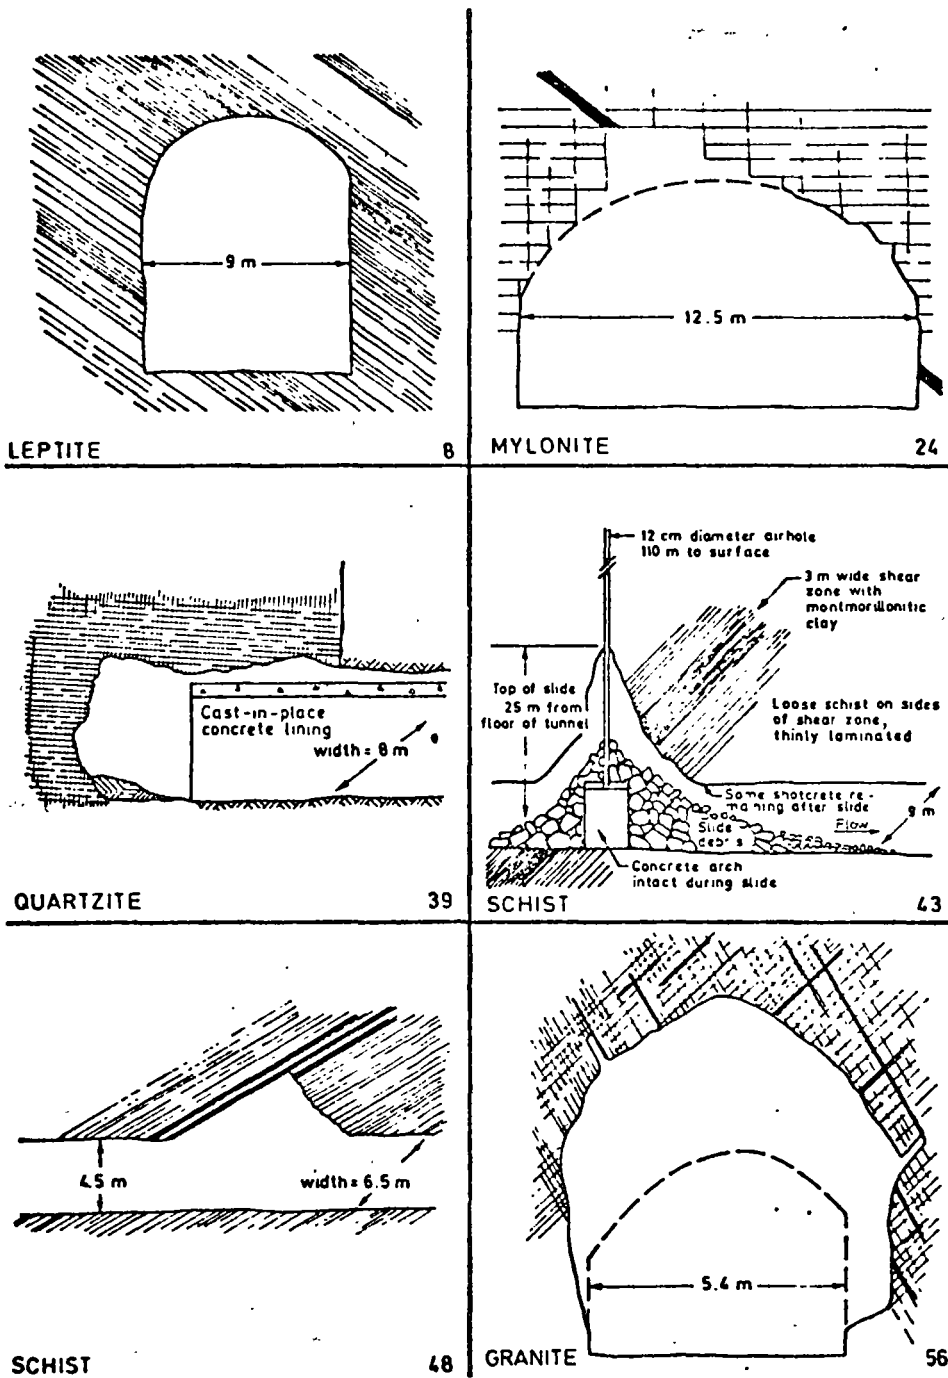 9 m
LEPTITE 8
12.5 m
MYLONITE 24
Cast-in-place
concrete lining
width = 8 m
QUARTZITE 39
12 cm diameter airhole
110 m to surface
3 m wide shear
zone with
montmorillonitic
clay
Top of slide
25 m from
floor of tunnel
Loose schist on sides
of shear zone,
thinly laminated
Some shotcrete re-
maining after slide
9 m
Slide
debris
Flow
Concrete arch
intact during slide
SCHIST 43
4.5 m
width = 6.5 m
SCHIST 48
5.4 m
GRANITE 56